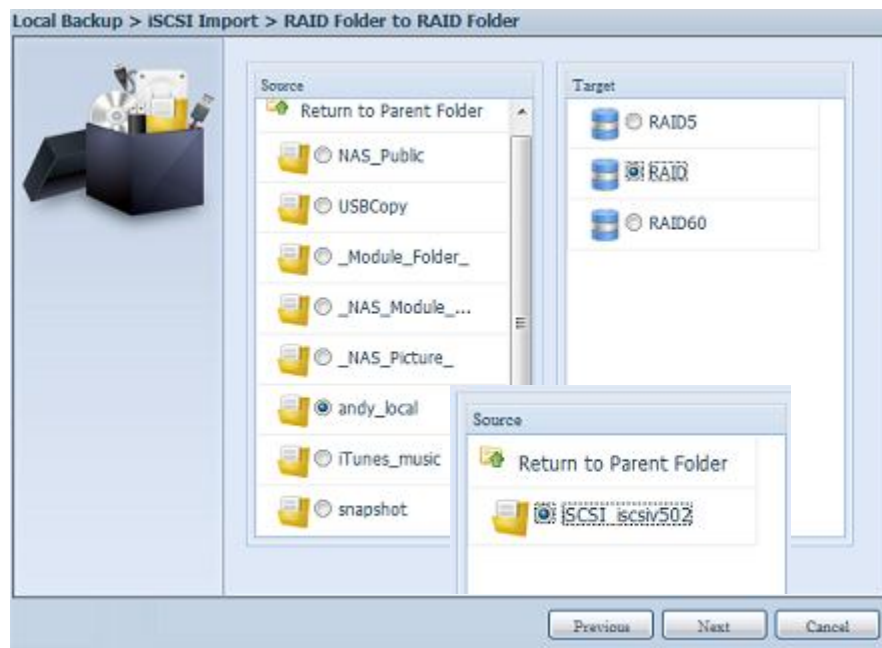 Local Backup > iSCSI Import > RAID Folder to RAID Folder
Source
Return to Parent Folder
NAS_Public
USBCopy
_Module_Folder_
_NAS_Module_...
_NAS_Picture_
andy_local
iTunes_music
snapshot
Target
RAID5
RAID
RAID60
Source
Return to Parent Folder
iSCSI_iscsiv502
Previous
Next
Cancel